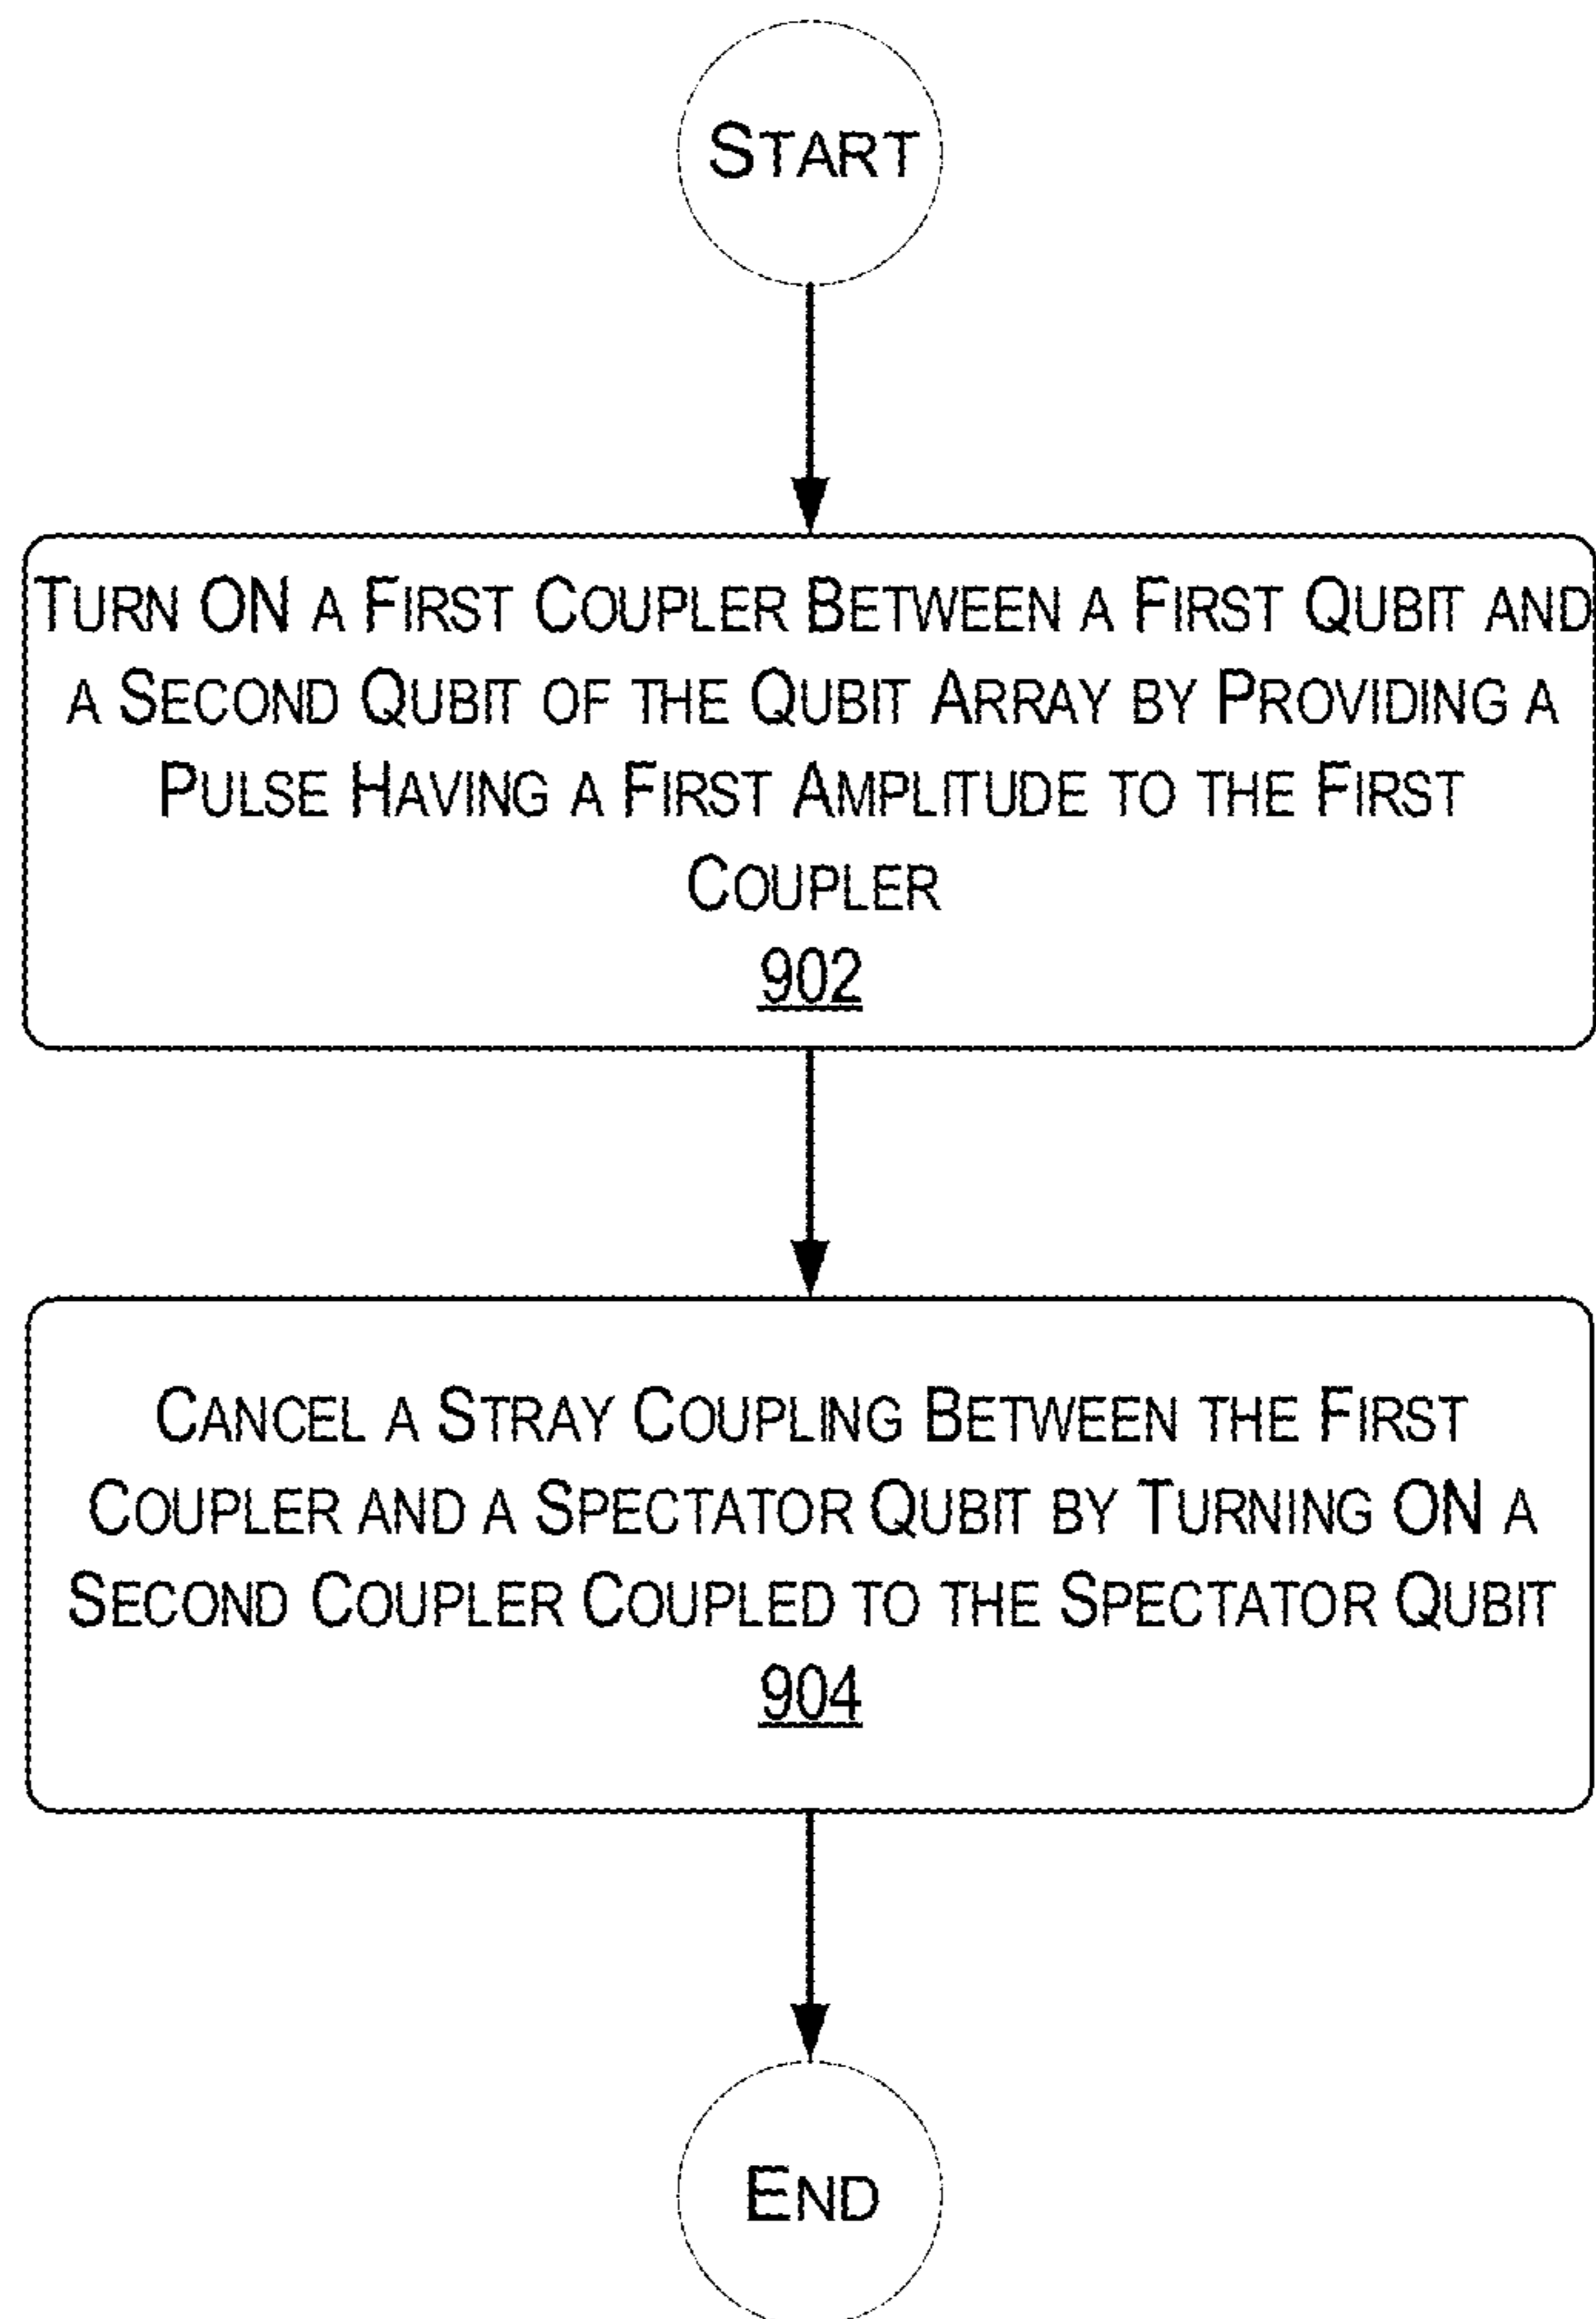 START
TURN ON A FIRST COUPLER BETWEEN A FIRST QUBIT AND
A SECOND QUBIT OF THE QUBIT ARRAY BY PROVIDING A
PULSE HAVING A FIRST AMPLITUDE TO THE FIRST
COUPLER
902
CANCEL A STRAY COUPLING BETWEEN THE FIRST
COUPLER AND A SPECTATOR QUBIT BY TURNING ON A
SECOND COUPLER COUPLED TO THE SPECTATOR QUBIT
904
END